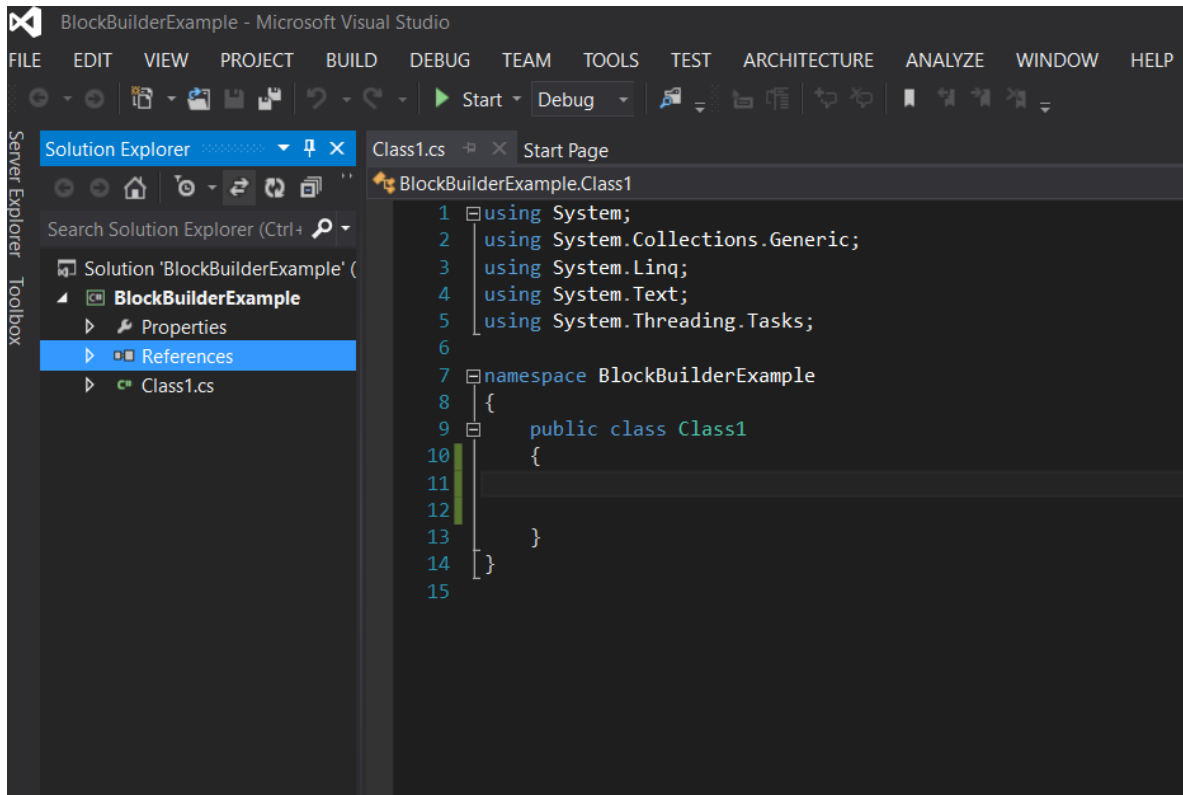 BlockBuilderExample - Microsoft Visual Studio
FILE EDIT VIEW PROJECT BUILD DEBUG TEAM TOOLS TEST ARCHITECTURE ANALYZE WINDOW HELP
Start Debug
Server Explorer
Toolbox
Solution Explorer
Search Solution Explorer (Ctrl+
Solution 'BlockBuilderExample' (
BlockBuilderExample
Properties
References
C# Class1.cs
Class1.cs Start Page
BlockBuilderExample.Class1
1 using System;
2 using System.Collections.Generic;
3 using System.Linq;
4 using System.Text;
5 using System.Threading.Tasks;
6
7 namespace BlockBuilderExample
8 {
9 public class Class1
10 {
11
12
13 }
14 }
15